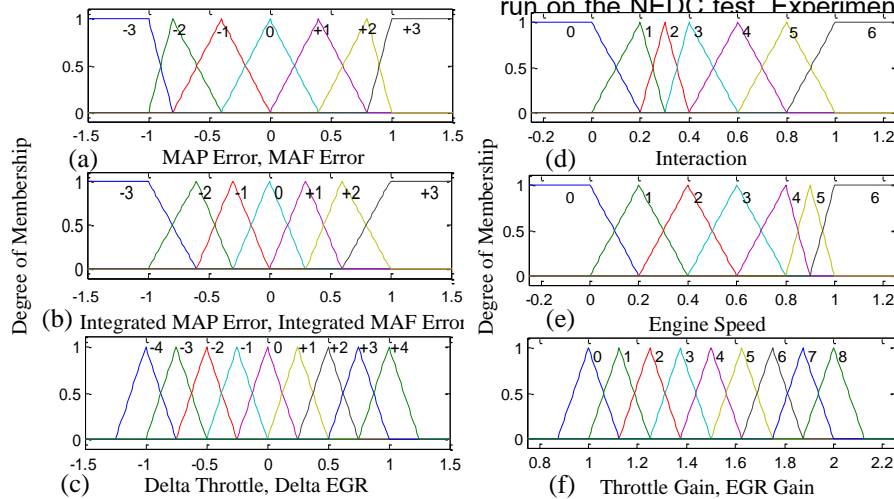 run on the NEDC test. Experimen
-3 -2 -1 0 +1 +2 +3
1
0.5
0
-1.5 -1 -0.5 0 0.5 1 1.5
(a) MAP Error, MAF Error
-3 -2 -1 0 +1 +2 +3
1
0.5
0
-1.5 -1 -0.5 0 0.5 1 1.5
(b) Integrated MAP Error, Integrated MAF Error
-4 -3 -2 -1 0 +1 +2 +3 +4
1
0.5
0
-1.5 -1 -0.5 0 0.5 1 1.5
(c) Delta Throttle, Delta EGR
Degree of Membership
0 1 2 3 4 5 6
1
0.5
0
-0.2 0 0.2 0.4 0.6 0.8 1 1.2
(d) Interaction
0 1 2 3 4 5 6
1
0.5
0
-0.2 0 0.2 0.4 0.6 0.8 1 1.2
(e) Engine Speed
0 1 2 3 4 5 6 7 8
1
0.5
0
0.8 1 1.2 1.4 1.6 1.8 2 2.2
(f) Throttle Gain, EGR Gain
Degree of Membership